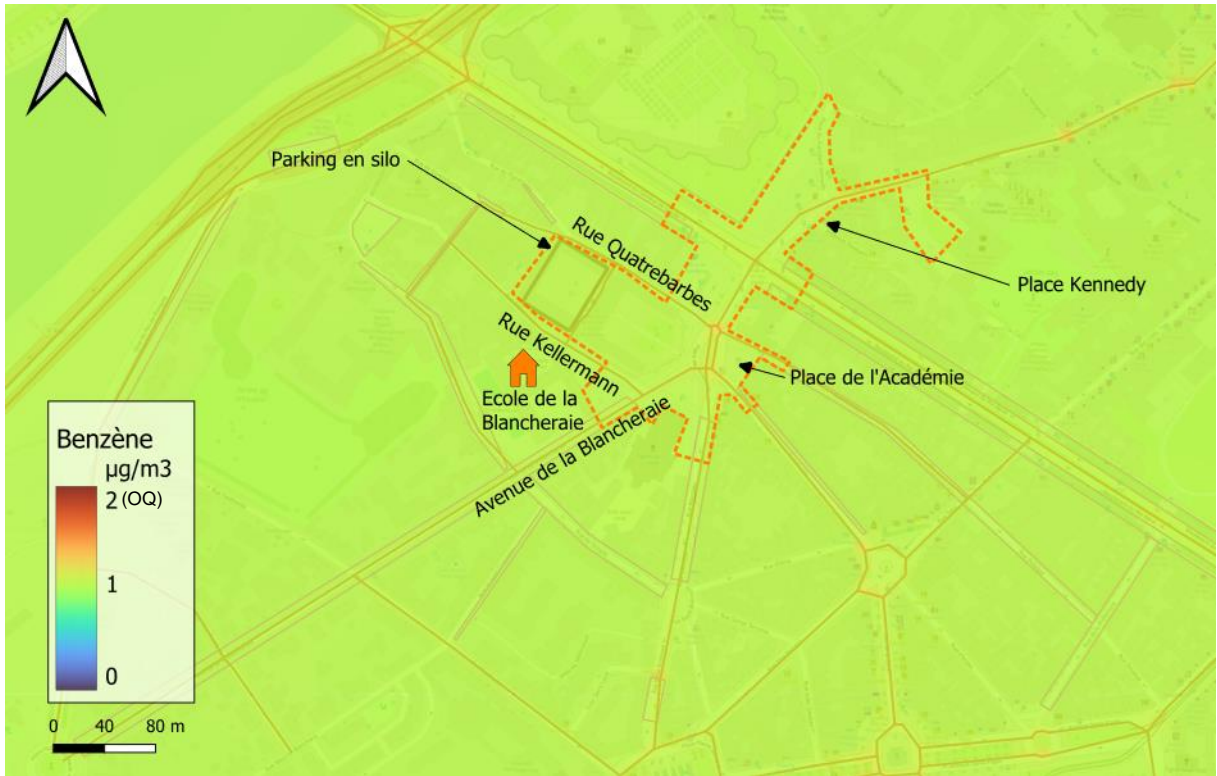 Parking en silo
Rue Quatrebarbes
Place Kennedy
Rue Kellermann
Place de l'Académie
Ecole de la
Blancheraie
Avenue de la Blancheraie
Benzène
µg/m3
2 (OQ)
1
0
0 40 80 m